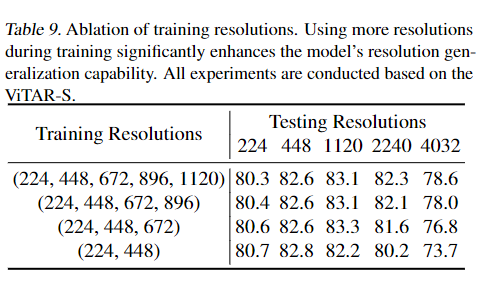 Table 9. Ablation of training resolutions. Using more resolutions
during training significantly enhances the model's resolution gen-
eralization capability. All experiments are conducted based on the
ViTAR-S.
Training Resolutions Testing Resolutions
224 448 1120 2240 4032
(224, 448, 672, 896, 1120) 80.3 82.6 83.1 82.3 78.6
(224, 448, 672, 896) 80.4 82.6 83.1 82.1 78.0
(224, 448, 672) 80.6 82.6 83.3 81.6 76.8
(224, 448) 80.7 82.8 82.2 80.2 73.7